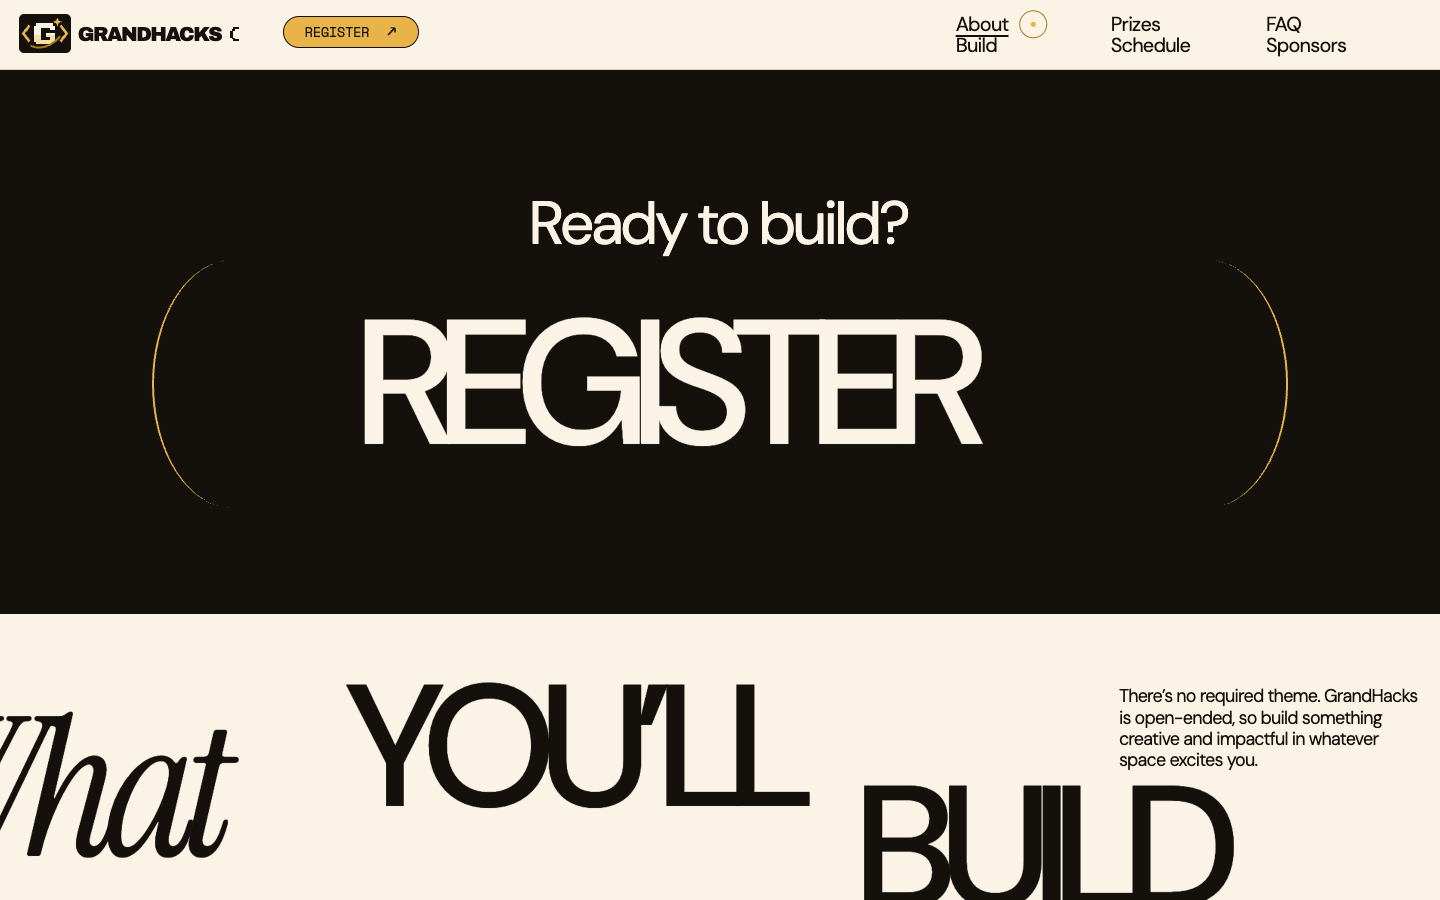 GRANDHACKS
REGISTER ↗
About
Build
Prizes
Schedule
FAQ
Sponsors
Ready to build?
REGISTER
What
YOU'LL
BUILD
There's no required theme. GrandHacks
is open-ended, so build something
creative and impactful in whatever
space excites you.